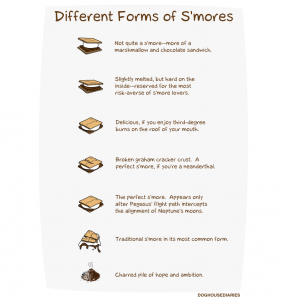 Different Forms of S'mores
Not quite a s'more--more of a
marshmallow and chocolate sandwich.
Slightly melted, but hard on the
inside--reserved for the most
risk-averse of s'more lovers.
Delicious, if you enjoy third-degree
burns on the roof of your mouth.
Broken graham cracker crust. A
perfect s'more, if you're a neanderthal.
The perfect s'more. Appears only
after Pegasus' flight path intercepts
the alignment of Neptune's moons.
Traditional s'more in its most common form.
Charred pile of hope and ambition.
DOGHOUSEDIARIES